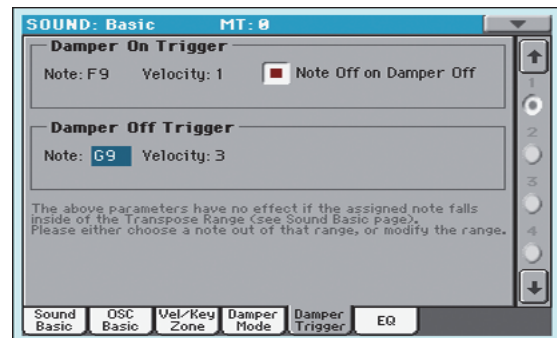 SOUND: Basic MT:0
Damper On Trigger
Note: F9 Velocity: 1 Note Off on Damper Off
Damper Off Trigger
Note: G9 Velocity: 3
The above parameters have no effect if the assigned note falls
inside of the Transpose Range (see Sound Basic page).
Please either choose a note out of that range, or modify the range.
1
2
3
4
Sound Basic OSC Basic Vel/Key Zone Damper Mode Damper Trigger EQ